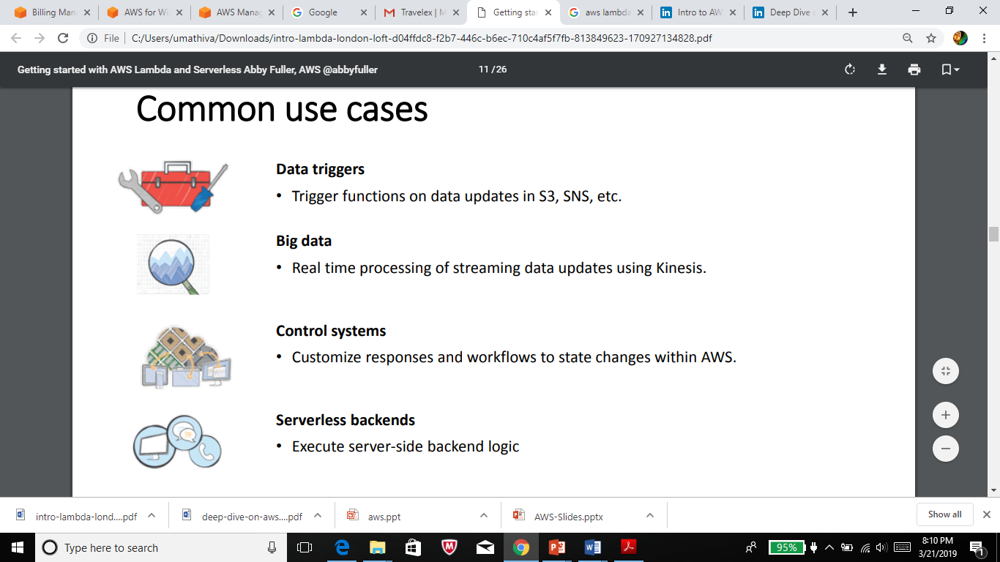 Billing Man
AWS for Wi
AWS Manag
Google
Travelex | M
Getting star
aws lambda
Intro to AW
Deep Dive o
File | C:/Users/umathiva/Downloads/intro-lambda-london-loft-d04ffdc8-f2b7-446c-b6ec-710c4af5f7fb-813849623-170927134828.pdf
Getting started with AWS Lambda and Serverless Abby Fuller, AWS @abbyfuller
11 / 26
Common use cases
Data triggers
• Trigger functions on data updates in S3, SNS, etc.
Big data
• Real time processing of streaming data updates using Kinesis.
Control systems
• Customize responses and workflows to state changes within AWS.
Serverless backends
• Execute server-side backend logic
intro-lambda-lond....pdf
deep-dive-on-aws....pdf
aws.ppt
AWS-Slides.pptx
Show all
Type here to search
95%
8:10 PM
3/21/2019
1